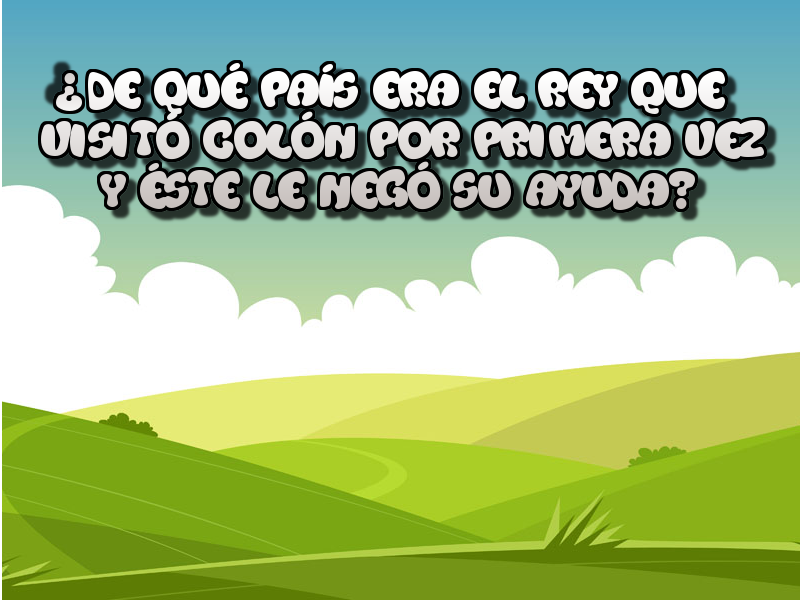 ¿DE QUÉ PAÍS ERA EL REY QUE
VISITÓ COLÓN POR PRIMERA VEZ
Y ÉSTE LE NEGÓ SU AYUDA?